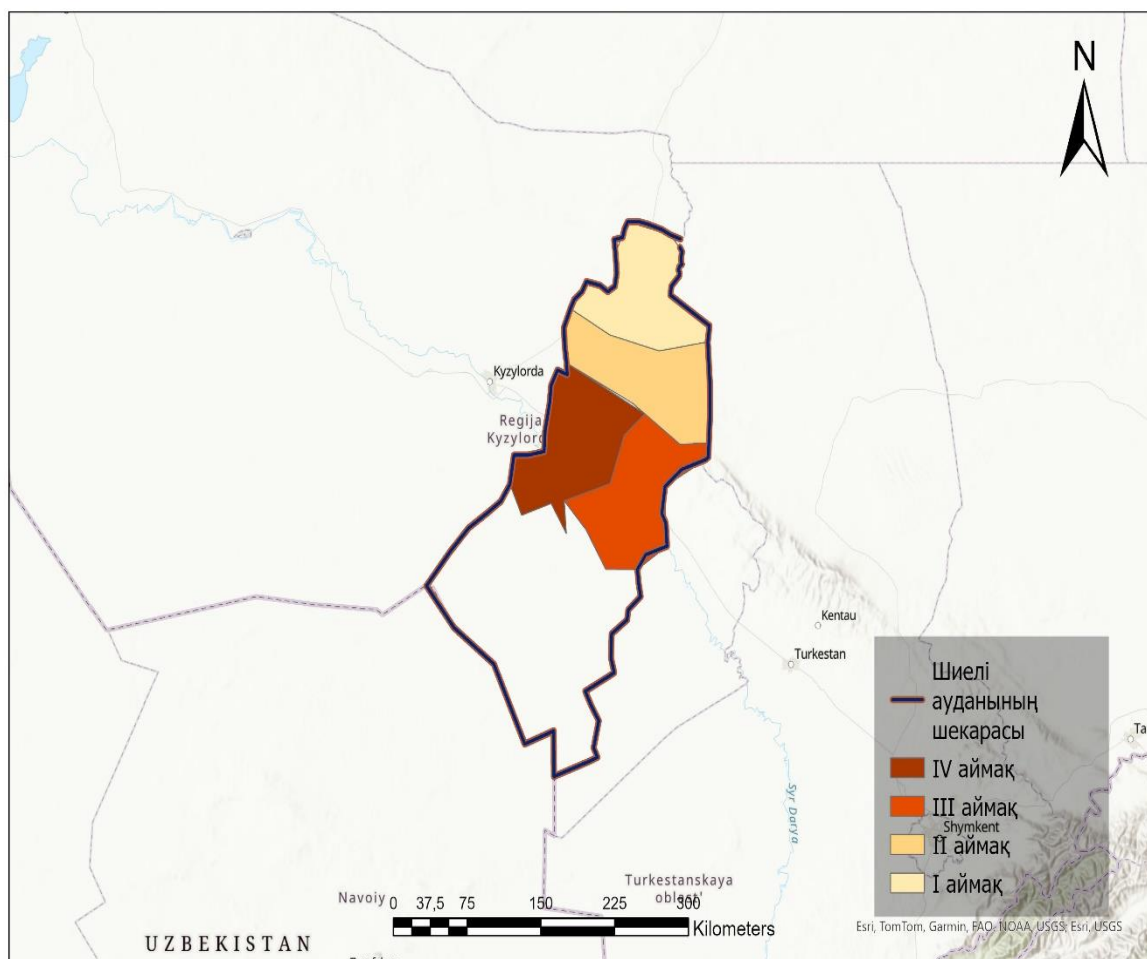 N
Kyzylorda
Regija
Kyzylord
Kentau
Turkestan
Шиелі
ауданының
шекарасы
Ta
IV аймақ
III аймақ
Shymkent
II аймақ
I аймақ
Syr Darya
Turkestanskaya
oblast'
Navoiy
0 37,5 75 150 225 300
Kilometers
UZBEKISTAN
Esri, TomTom, Garmin, FAO, NOAA, USGS, Esri, USGS